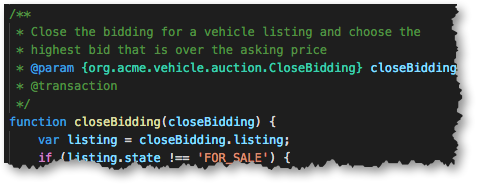 /**
 * Close the bidding for a vehicle listing and choose the
 * highest bid that is over the asking price
 * @param {org.acme.vehicle.auction.CloseBidding} closeBidding
 * @transaction
 */
function closeBidding(closeBidding) {
    var listing = closeBidding.listing;
    if (listing.state !== 'FOR_SALE') {